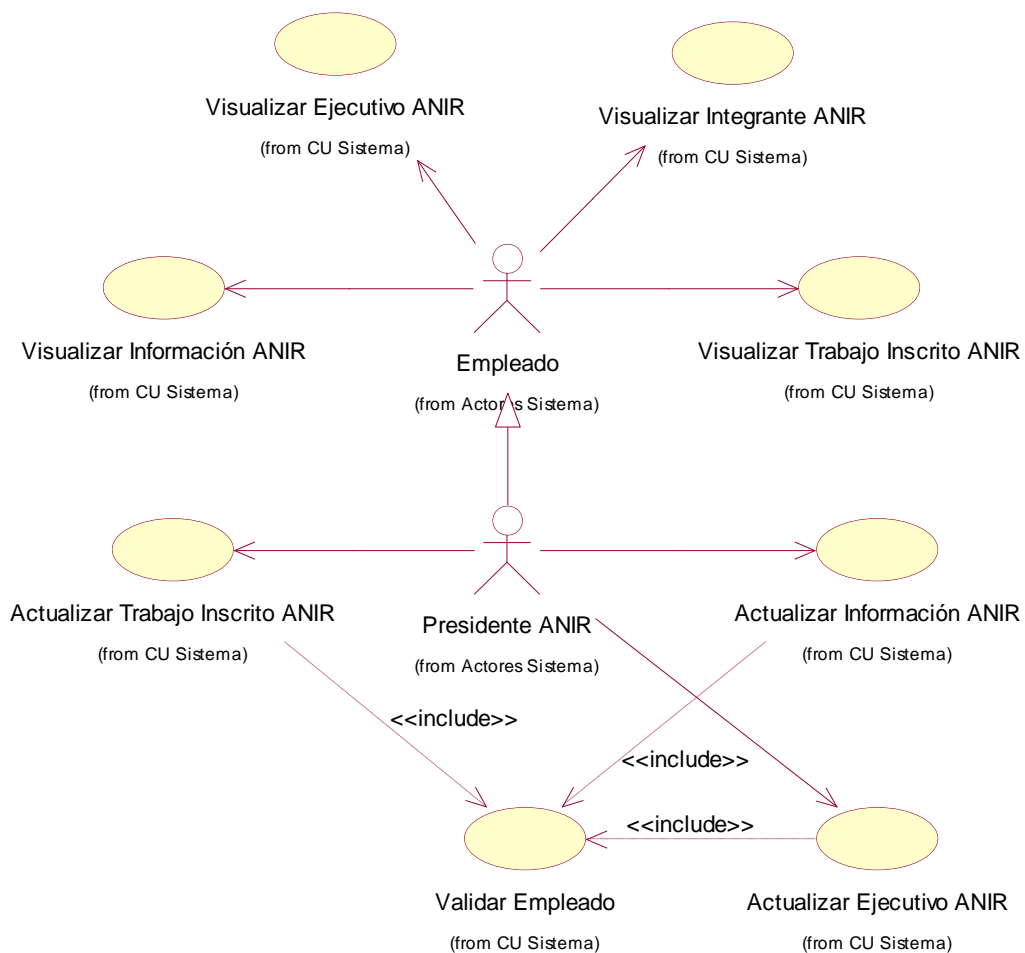 Visualizar Ejecutivo ANIR
(from CU Sistema)
Visualizar Integrante ANIR
(from CU Sistema)
Visualizar Información ANIR
(from CU Sistema)
Empleado
(from Actores Sistema)
Visualizar Trabajo Inscrito ANIR
(from CU Sistema)
Actualizar Trabajo Inscrito ANIR
(from CU Sistema)
Presidente ANIR
(from Actores Sistema)
Actualizar Información ANIR
(from CU Sistema)
<<include>>
<<include>>
<<include>>
Validar Empleado
(from CU Sistema)
Actualizar Ejecutivo ANIR
(from CU Sistema)